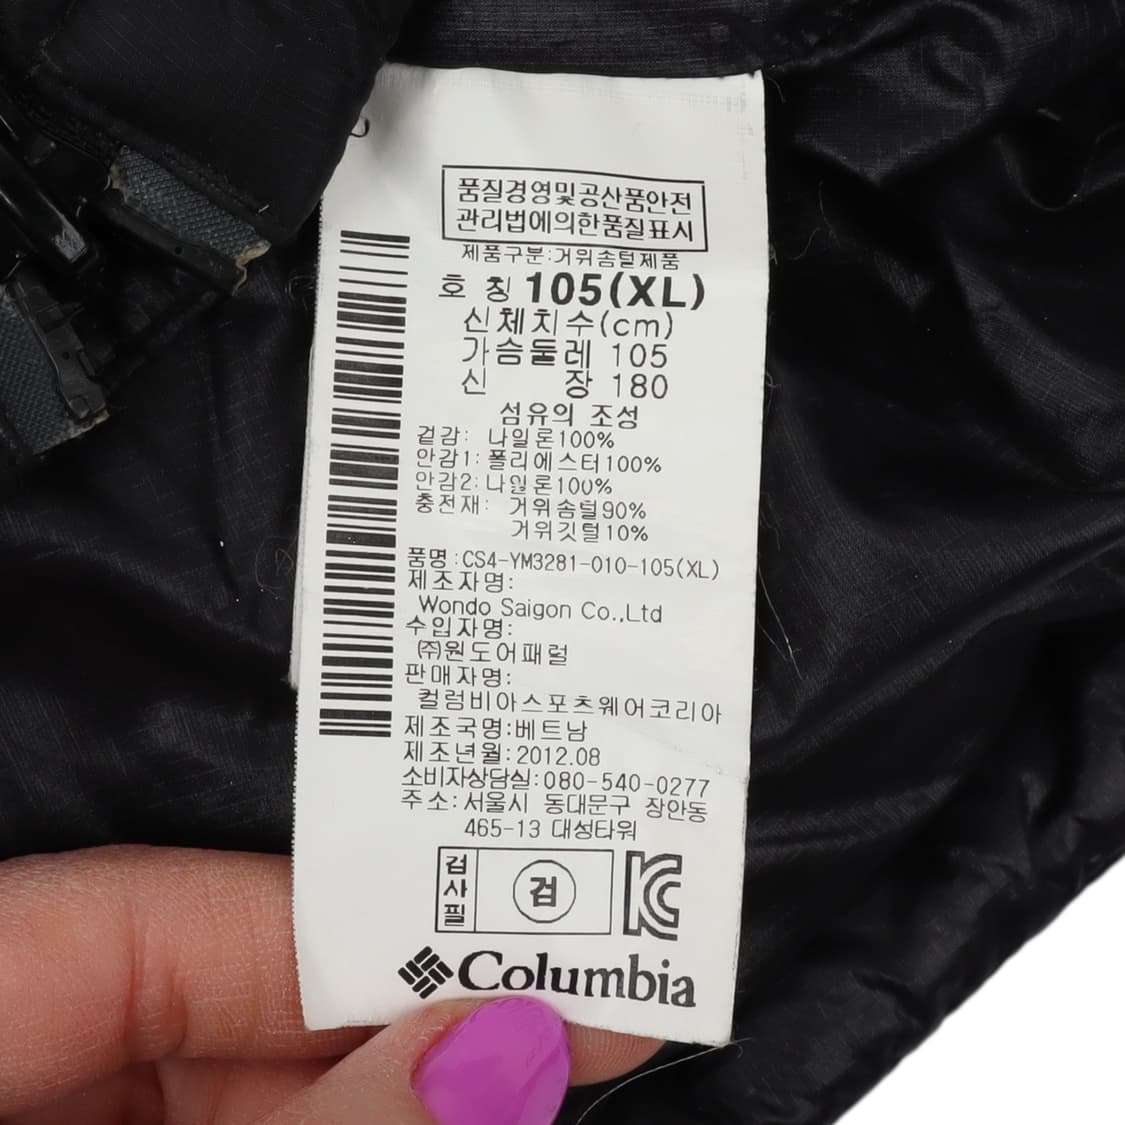 품질경영및공산품안전
관리법에의한품질표시
제품구분:거위솜털제품
호 칭 105(XL)
신체치수(cm)
가슴둘레 105
신 장 180
섬유의 조성
겉감: 나일론100%
안감1: 폴리에스터100%
안감2: 나일론100%
충전재: 거위솜털90%
거위깃털10%
품명:CS4-YM3281-010-105(XL)
제조자명:
Wondo Saigon Co.,Ltd
수입자명:
(주)원도어패럴
판매자명:
컬럼비아스포츠웨어코리아
제조국명:베트남
제조년월:2012.08
소비자상담실:080-540-0277
주소:서울시 동대문구 장안동
465-13 대성타워
검사필
검
KC
Columbia